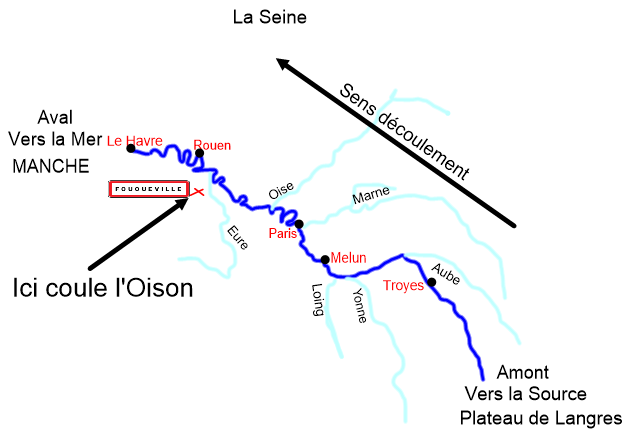 La Seine
Sens découlement
Aval
Vers la Mer
MANCHE
Le Havre
Rouen
FOUQUEVILLE
Oise
Marne
Eure
Paris
Ici coule l'Oison
Melun
Loing
Yonne
Troyes
Aube
Amont
Vers la Source
Plateau de Langres